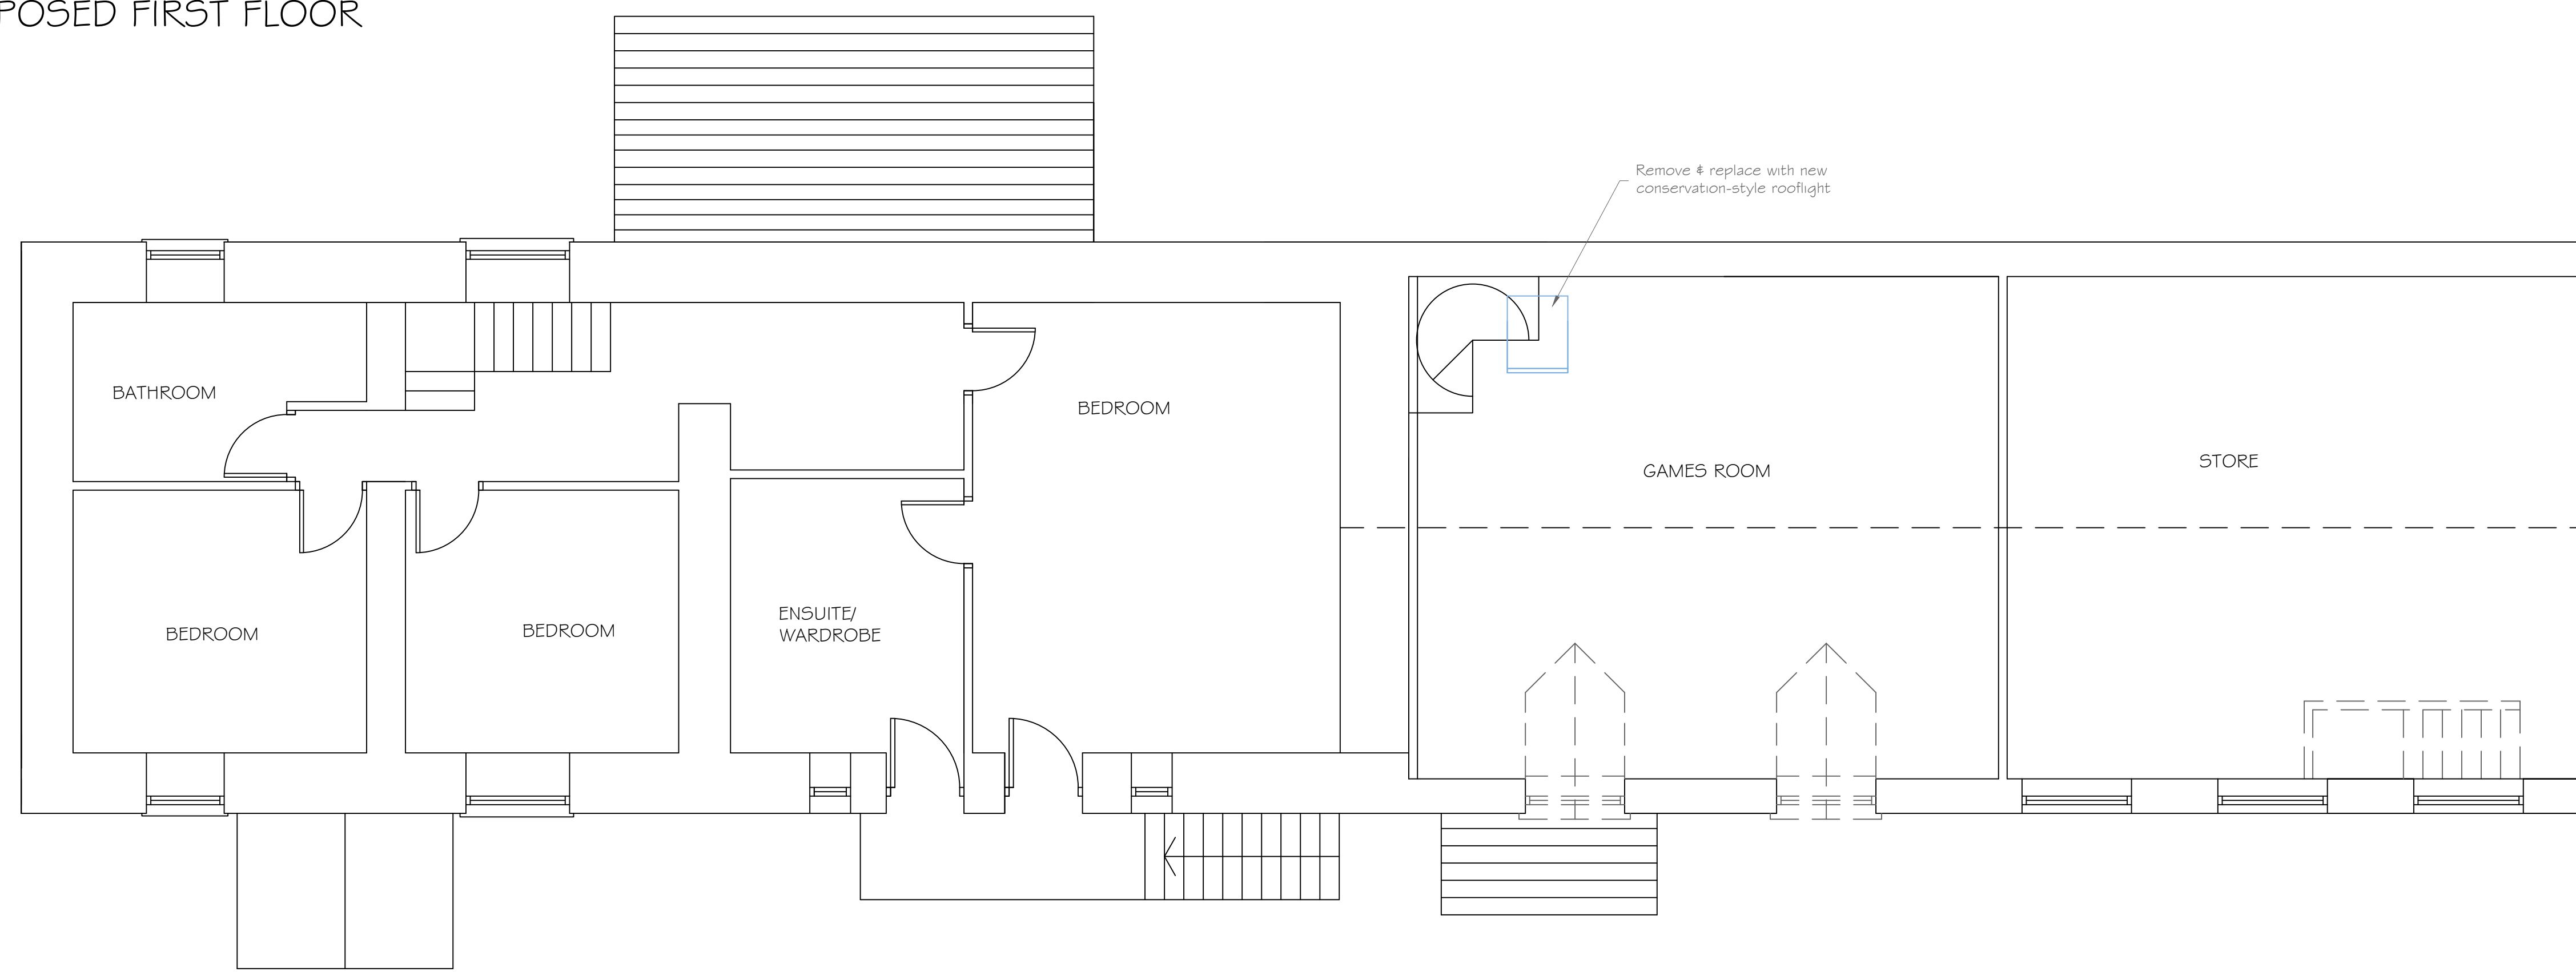 POSED FIRST FLOOR
Remove & replace with new
conservation-style rooflight
BATHROOM
BEDROOM
GAMES ROOM
STORE
ENSUITE/
WARDROBE
BEDROOM
BEDROOM